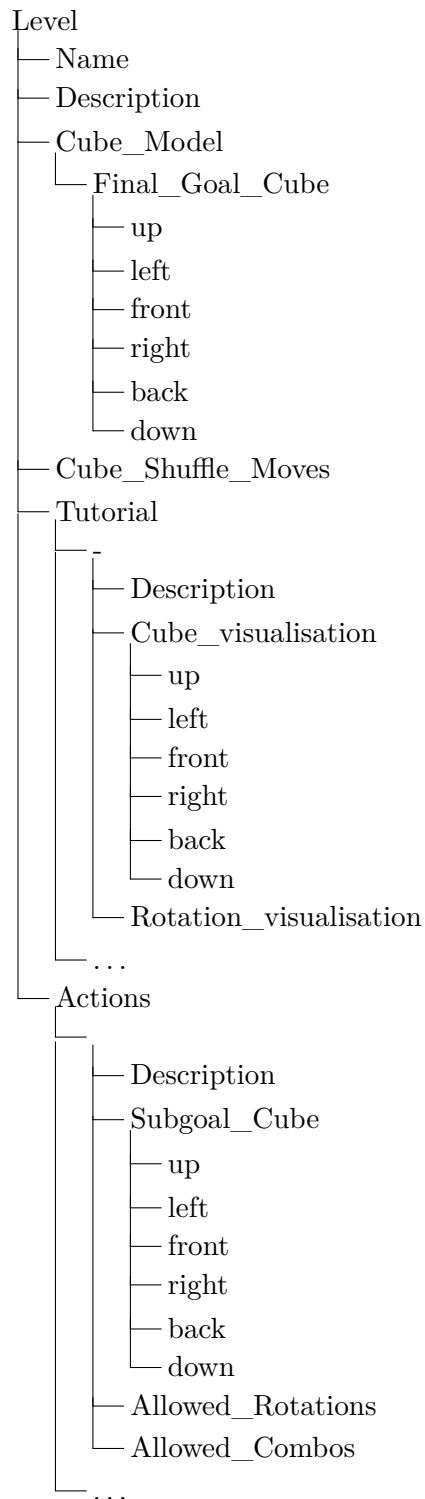 Level
Name
Description
Cube_Model
Final_Goal_Cube
up
left
front
right
back
down
Cube_Shuffle_Moves
Tutorial
-
Description
Cube_visualisation
up
left
front
right
back
down
Rotation_visualisation
...
Actions
Description
Subgoal_Cube
up
left
front
right
back
down
Allowed_Rotations
Allowed_Combos
...